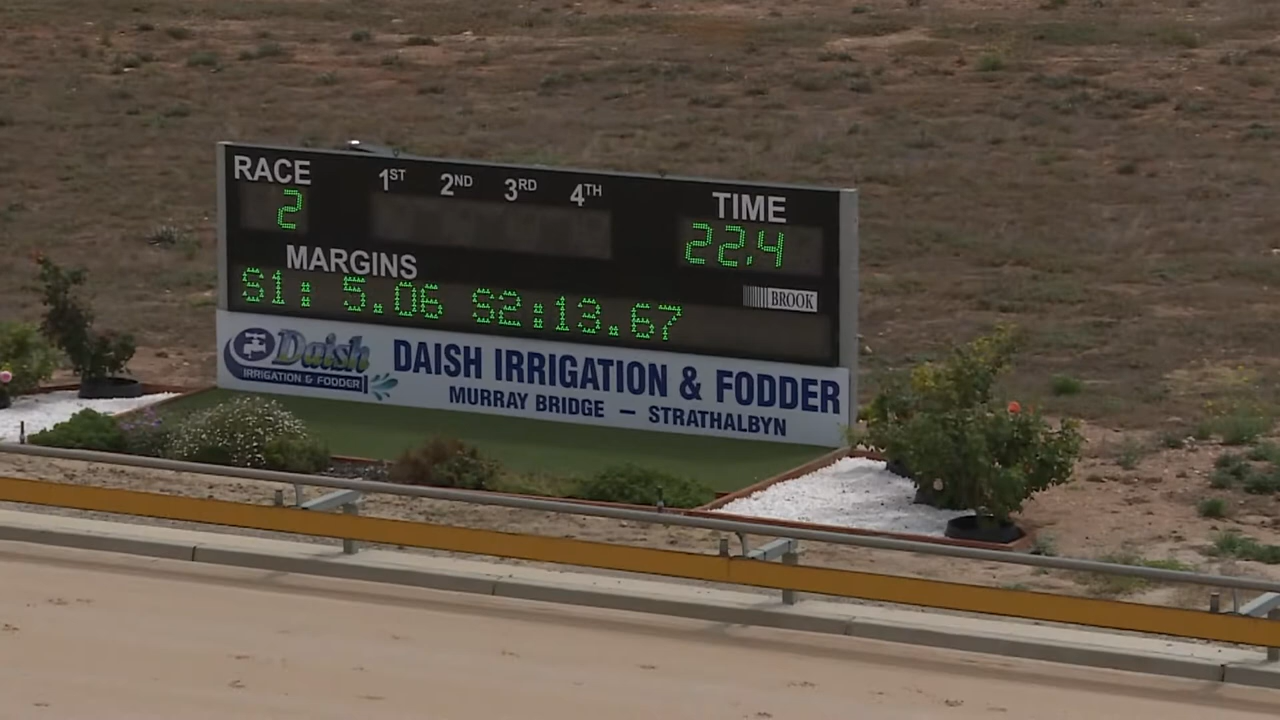 RACE 1ST 2ND 3RD 4TH TIME
2 22.4
MARGINS
S1: 5.06 S2:13.67
BROOK
Daish
IRRIGATION & FODDER
DAISH IRRIGATION & FODDER
MURRAY BRIDGE — STRATHALBYN